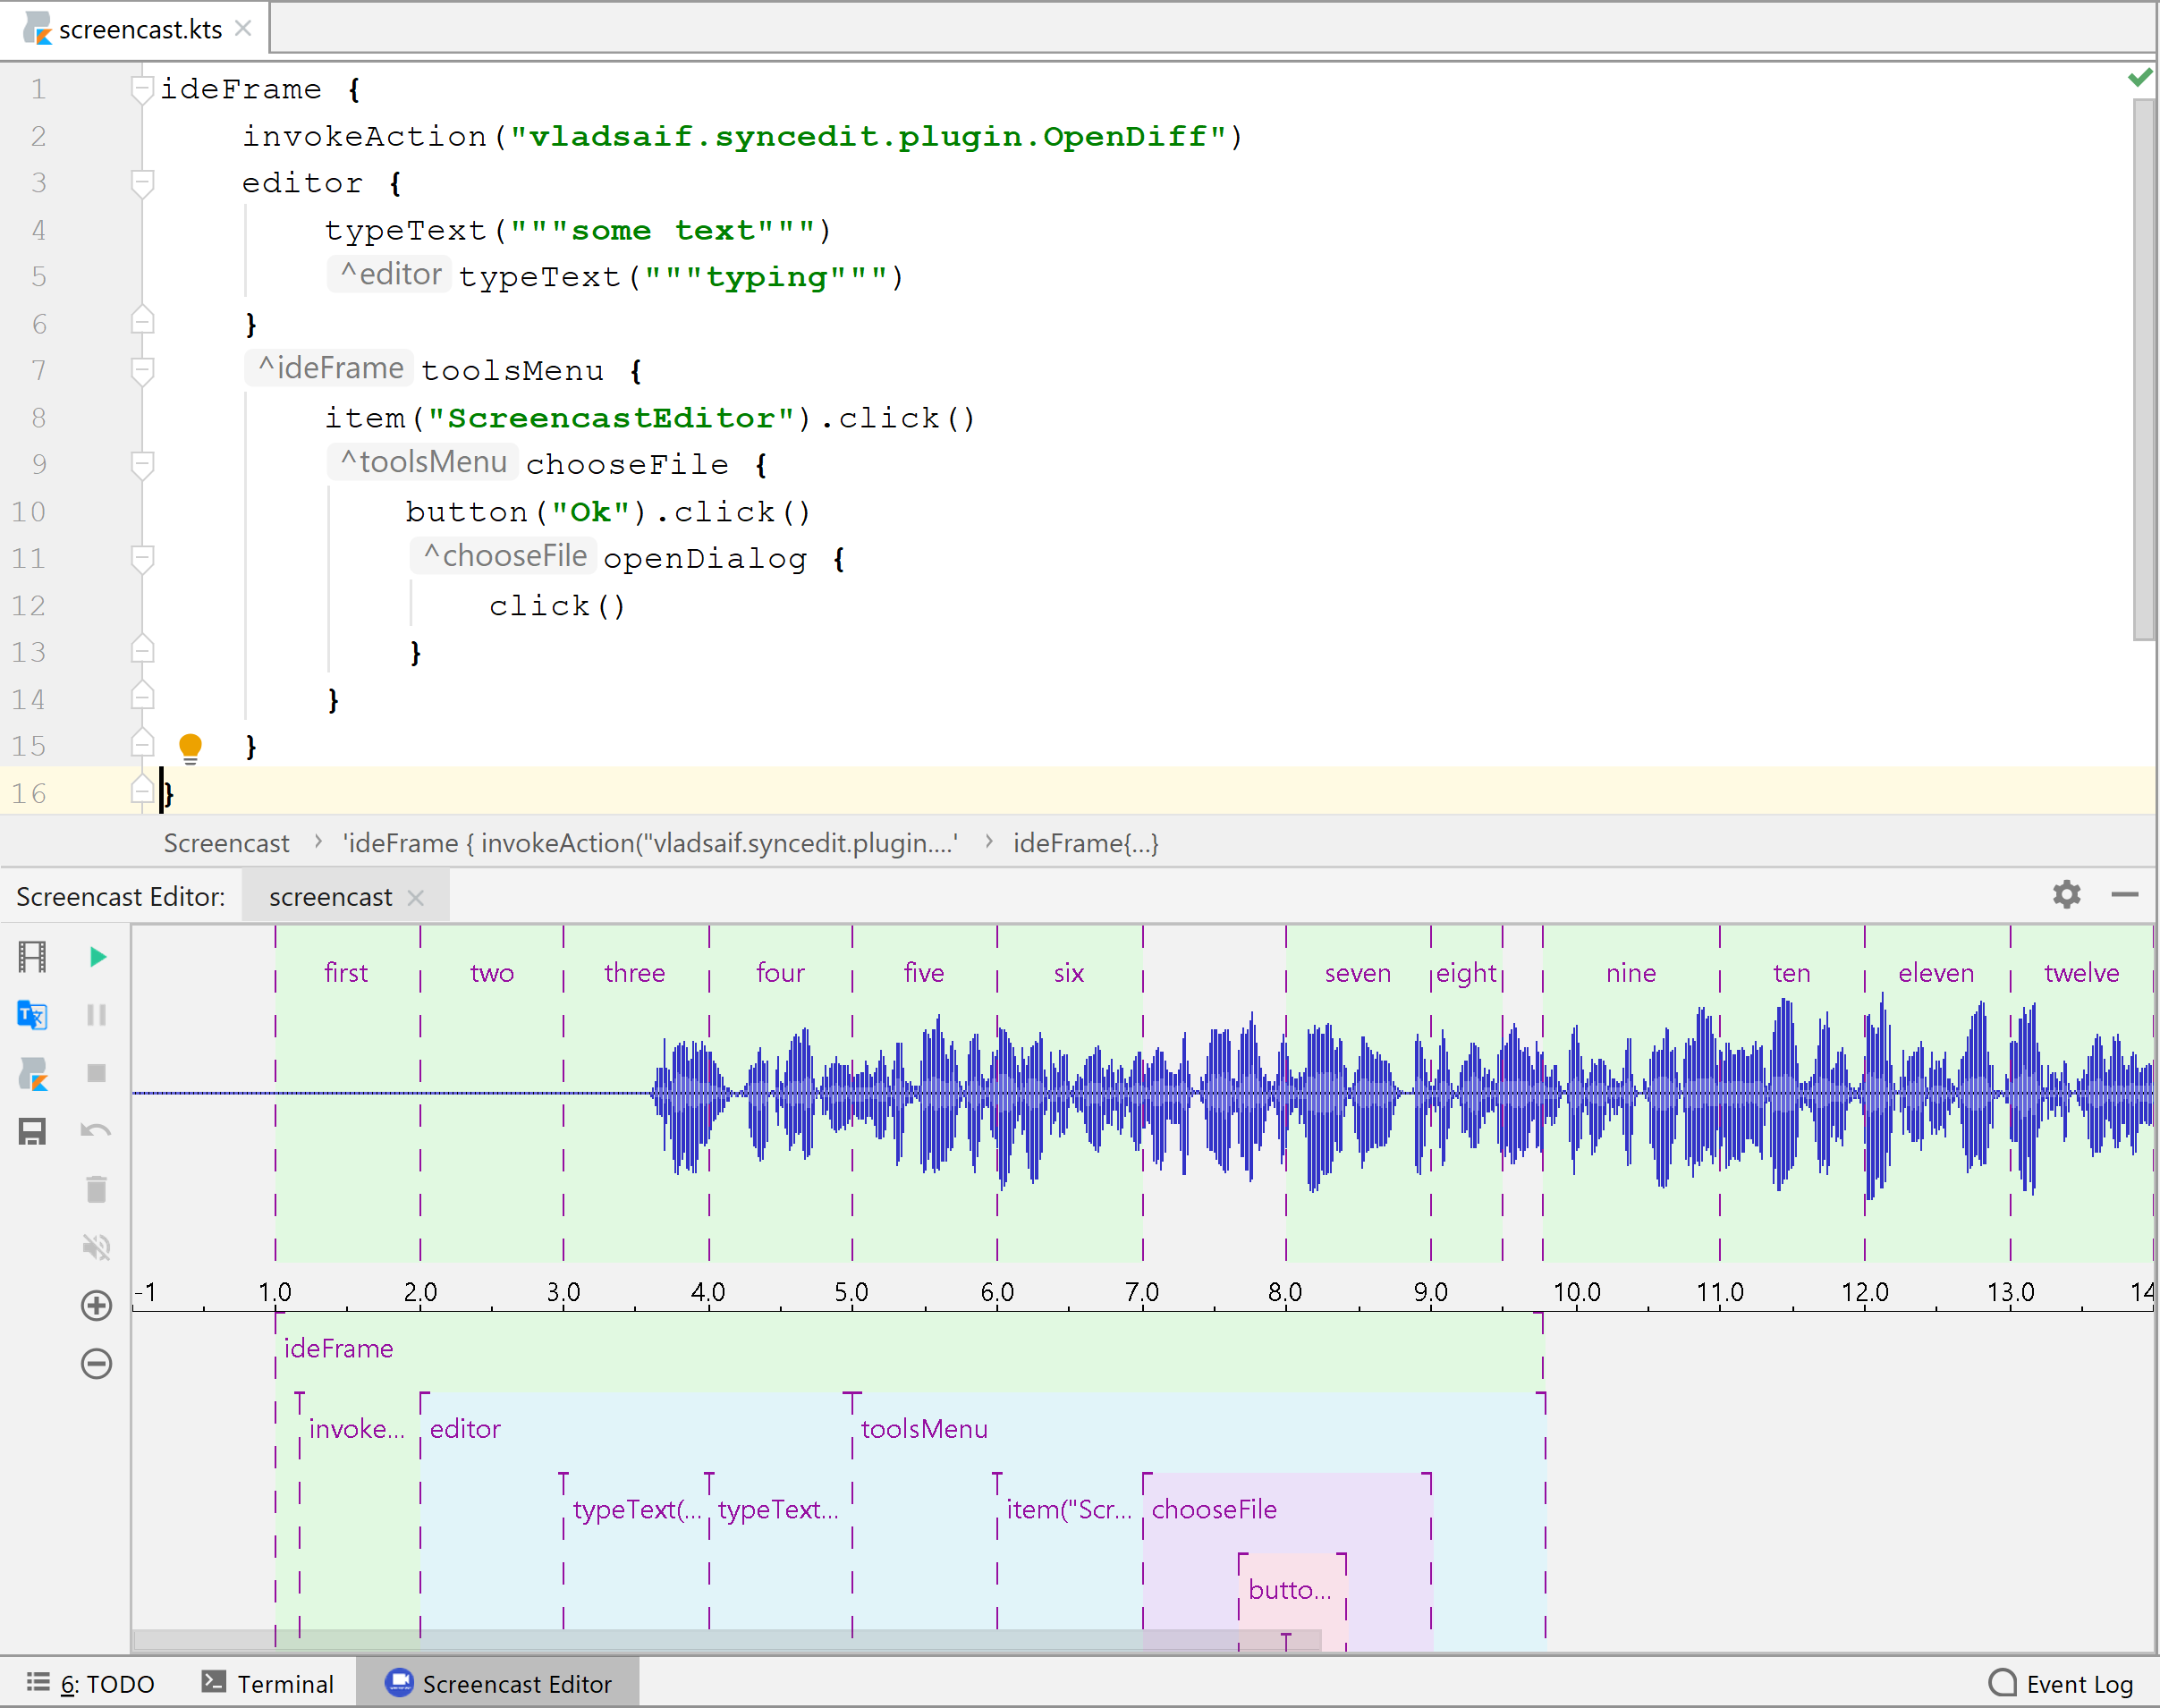 screencast.kts
1 ideFrame {
2 invokeAction("vladsaif.syncedit.plugin.OpenDiff")
3 editor {
4 typeText("""some text""")
5 ^editor typeText("""typing""")
6 }
7 ^ideFrame toolsMenu {
8 item("ScreencastEditor").click()
9 ^toolsMenu chooseFile {
10 button("Ok").click()
11 ^chooseFile openDialog {
12 click()
13 }
14 }
15 }
16 }
Screencast › 'ideFrame { invokeAction("vladsaif.syncedit.plugin....' › ideFrame{...}
Screencast Editor: screencast
first two three four five six seven eight nine ten eleven twelve
-1 1.0 2.0 3.0 4.0 5.0 6.0 7.0 8.0 9.0 10.0 11.0 12.0 13.0 14
ideFrame
invoke... editor toolsMenu
typeText(... typeText... item("Scr... chooseFile
butto...
6: TODO Terminal Screencast Editor Event Log